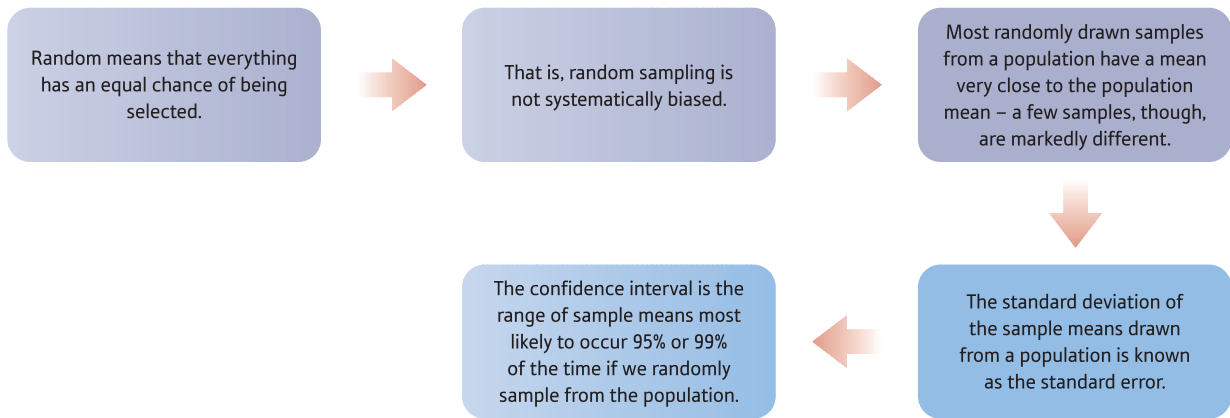 Random means that everything
has an equal chance of being
selected.
That is, random sampling is
not systematically biased.
Most randomly drawn samples
from a population have a mean
very close to the population
mean – a few samples, though,
are markedly different.
The standard deviation of
the sample means drawn
from a population is known
as the standard error.
The confidence interval is the
range of sample means most
likely to occur 95% or 99%
of the time if we randomly
sample from the population.